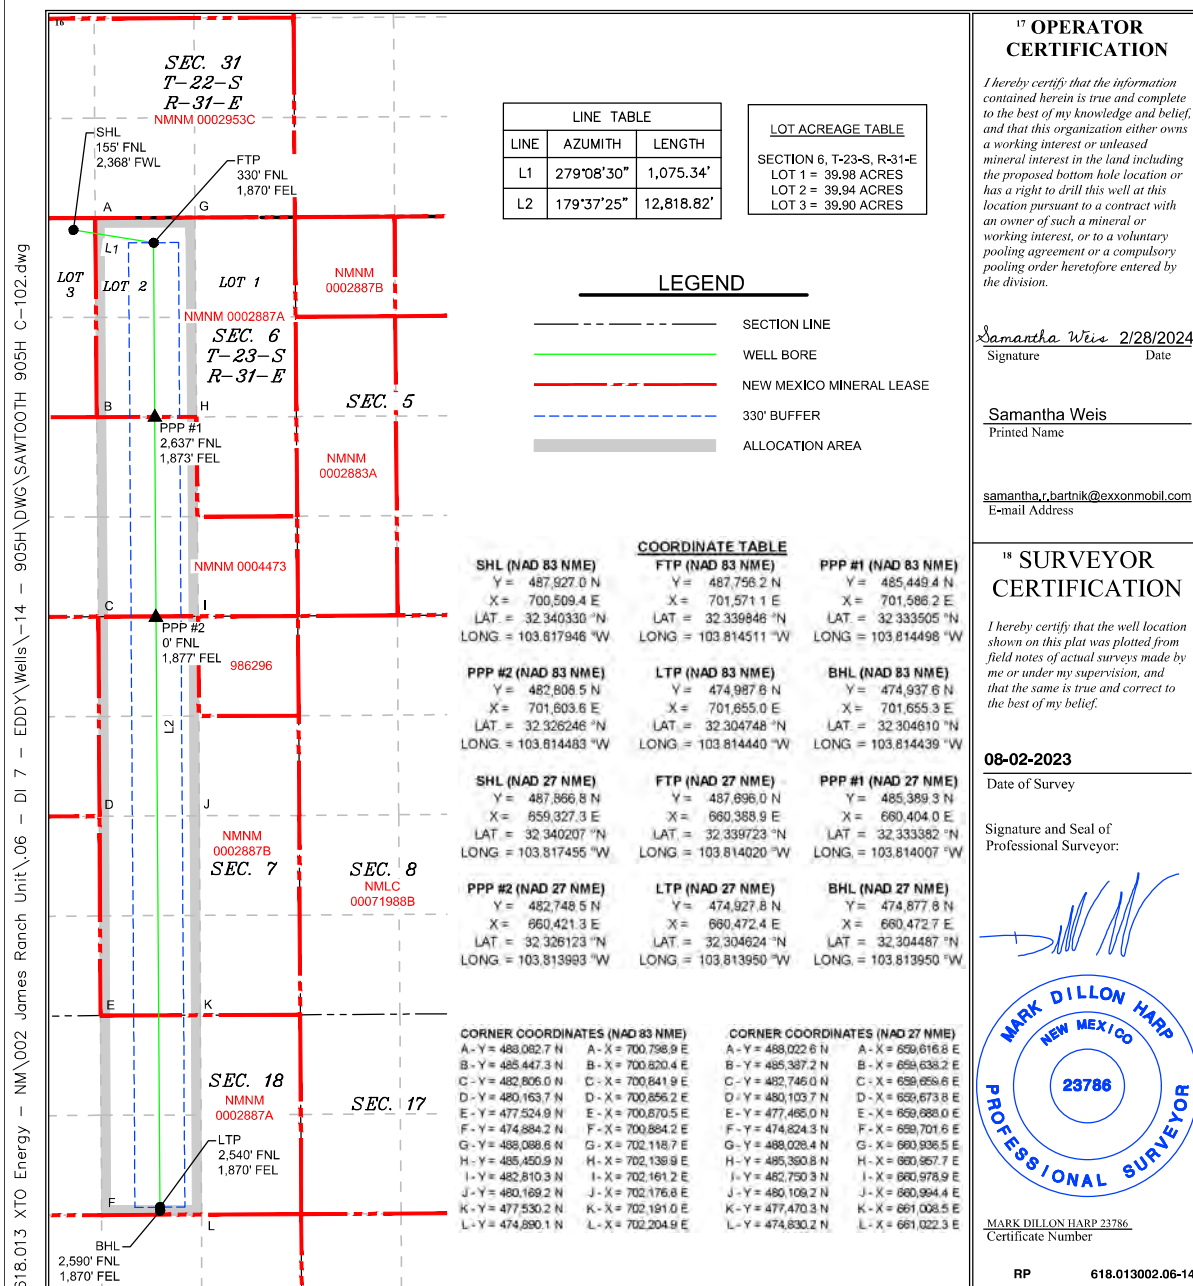 618.013 XTO Energy - NM\002 James Ranch Unit\.06 - DI 7 - EDDY\Wells\-14 - 905H\DWG\SAWTOOTH 905H C-102.dwg
16
SEC. 31
T-22-S
R-31-E
NMNM 0002953C
SHL
155' FNL
2,368' FWL
FTP
330' FNL
1,870' FEL
A
G
L1
LOT
3
LOT 2
LOT 1
NMNM
0002887B
NMNM 0002887A
SEC. 6
T-23-S
R-31-E
SEC. 5
B
H
PPP #1
2,637' FNL
1,873' FEL
NMNM
0002883A
NMNM 0004473
C
I
PPP #2
0' FNL
1,877' FEL
986296
L2
D
J
NMNM
0002887B
SEC. 7
SEC. 8
NMLC
00071988B
E
K
SEC. 18
NMNM
0002887A
SEC. 17
LTP
2,540' FNL
1,870' FEL
F
L
BHL
2,590' FNL
1,870' FEL
LINE TABLE
LINE AZIMUTH LENGTH
L1 279°08'30" 1,075.34'
L2 179°37'25" 12,818.82'
LOT ACREAGE TABLE
SECTION 6, T-23-S, R-31-E
LOT 1 = 39.98 ACRES
LOT 2 = 39.94 ACRES
LOT 3 = 39.90 ACRES
LEGEND
SECTION LINE
WELL BORE
NEW MEXICO MINERAL LEASE
330' BUFFER
ALLOCATION AREA
COORDINATE TABLE
SHL (NAD 83 NME) FTP (NAD 83 NME) PPP #1 (NAD 83 NME)
Y = 487,927.0 N Y = 487,756.2 N Y = 485,449.4 N
X = 700,509.4 E X = 701,571.1 E X = 701,586.2 E
LAT. = 32.340330 °N LAT. = 32.339846 °N LAT. = 32.333505 °N
LONG. = 103.817946 °W LONG. = 103.814511 °W LONG. = 103.814498 °W
PPP #2 (NAD 83 NME) LTP (NAD 83 NME) BHL (NAD 83 NME)
Y = 482,808.5 N Y = 474,987.6 N Y = 474,937.6 N
X = 701,603.6 E X = 701,655.0 E X = 701,655.3 E
LAT. = 32.326246 °N LAT. = 32.304748 °N LAT. = 32.304610 °N
LONG. = 103.814483 °W LONG. = 103.814440 °W LONG. = 103.814439 °W
SHL (NAD 27 NME) FTP (NAD 27 NME) PPP #1 (NAD 27 NME)
Y = 487,866.8 N Y = 487,696.0 N Y = 485,389.3 N
X = 659,327.3 E X = 660,388.9 E X = 660,404.0 E
LAT. = 32.340207 °N LAT. = 32.339723 °N LAT. = 32.333382 °N
LONG. = 103.817455 °W LONG. = 103.814020 °W LONG. = 103.814007 °W
PPP #2 (NAD 27 NME) LTP (NAD 27 NME) BHL (NAD 27 NME)
Y = 482,748.5 N Y = 474,927.8 N Y = 474,877.8 N
X = 660,421.3 E X = 660,472.4 E X = 660,472.7 E
LAT. = 32.326123 °N LAT. = 32.304624 °N LAT. = 32.304487 °N
LONG. = 103.813993 °W LONG. = 103.813950 °W LONG. = 103.813950 °W
CORNER COORDINATES (NAD 83 NME) CORNER COORDINATES (NAD 27 NME)
A - Y = 488,082.7 N A - X = 700,798.9 E A - Y = 488,022.6 N A - X = 659,616.8 E
B - Y = 485,447.3 N B - X = 700,820.4 E B - Y = 485,387.2 N B - X = 659,638.2 E
C - Y = 482,806.0 N C - X = 700,841.9 E C - Y = 482,746.0 N C - X = 659,659.6 E
D - Y = 480,163.7 N D - X = 700,856.2 E D - Y = 480,103.7 N D - X = 659,673.8 E
E - Y = 477,524.9 N E - X = 700,870.5 E E - Y = 477,465.0 N E - X = 659,688.0 E
F - Y = 474,884.2 N F - X = 700,884.2 E F - Y = 474,824.3 N F - X = 659,701.6 E
G - Y = 488,088.6 N G - X = 702,118.7 E G - Y = 488,028.4 N G - X = 660,936.5 E
H - Y = 485,450.9 N H - X = 702,139.9 E H - Y = 485,390.8 N H - X = 660,957.7 E
I - Y = 482,810.3 N I - X = 702,161.2 E I - Y = 482,750.3 N I - X = 660,978.9 E
J - Y = 480,169.2 N J - X = 702,176.8 E J - Y = 480,109.2 N J - X = 660,994.4 E
K - Y = 477,530.2 N K - X = 702,191.0 E K - Y = 477,470.3 N K - X = 661,008.5 E
L - Y = 474,890.1 N L - X = 702,204.9 E L - Y = 474,830.2 N L - X = 661,022.3 E
17 OPERATOR
CERTIFICATION
I hereby certify that the information
contained herein is true and complete
to the best of my knowledge and belief,
and that this organization either owns
a working interest or unleased
mineral interest in the land including
the proposed bottom hole location or
has a right to drill this well at this
location pursuant to a contract with
an owner of such a mineral or
working interest, or to a voluntary
pooling agreement or a compulsory
pooling order heretofore entered by
the division.
Samantha Weis 2/28/2024
Signature Date
Samantha Weis
Printed Name
samantha.r.bartnik@exxonmobil.com
E-mail Address
18 SURVEYOR
CERTIFICATION
I hereby certify that the well location
shown on this plat was plotted from
field notes of actual surveys made by
me or under my supervision, and
that the same is true and correct to
the best of my belief.
08-02-2023
Date of Survey
Signature and Seal of
Professional Surveyor:
MARK DILLON HARP
NEW MEXICO
23786
PROFESSIONAL SURVEYOR
MARK DILLON HARP 23786
Certificate Number
RP 618.013002.06-14